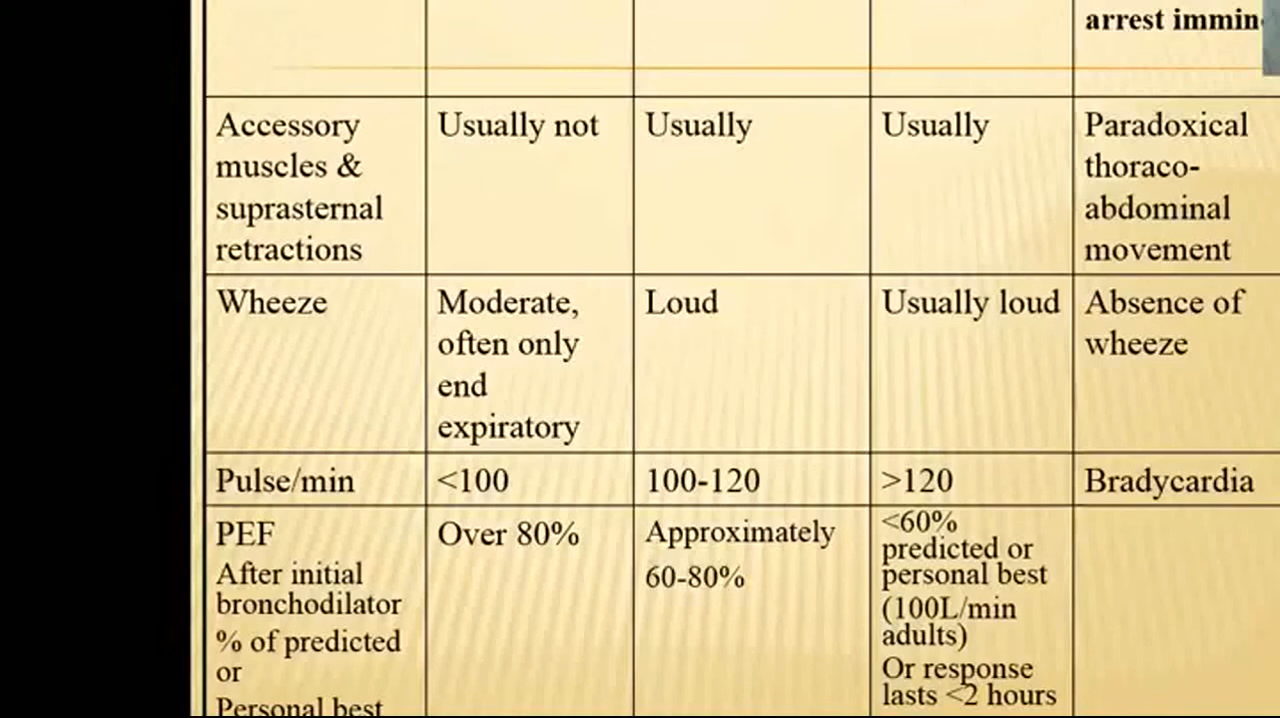 arrest immin
Accessory
muscles &
suprasternal
retractions
Usually not
Usually
Usually
Paradoxical
thoraco-
abdominal
movement
Wheeze
Moderate,
often only
end
expiratory
Loud
Usually loud
Absence of
wheeze
Pulse/min
<100
100-120
>120
Bradycardia
PEF
After initial
bronchodilator
% of predicted
or
Personal best
Over 80%
Approximately
60-80%
<60%
predicted or
personal best
(100L/min
adults)
Or response
lasts <2 hours